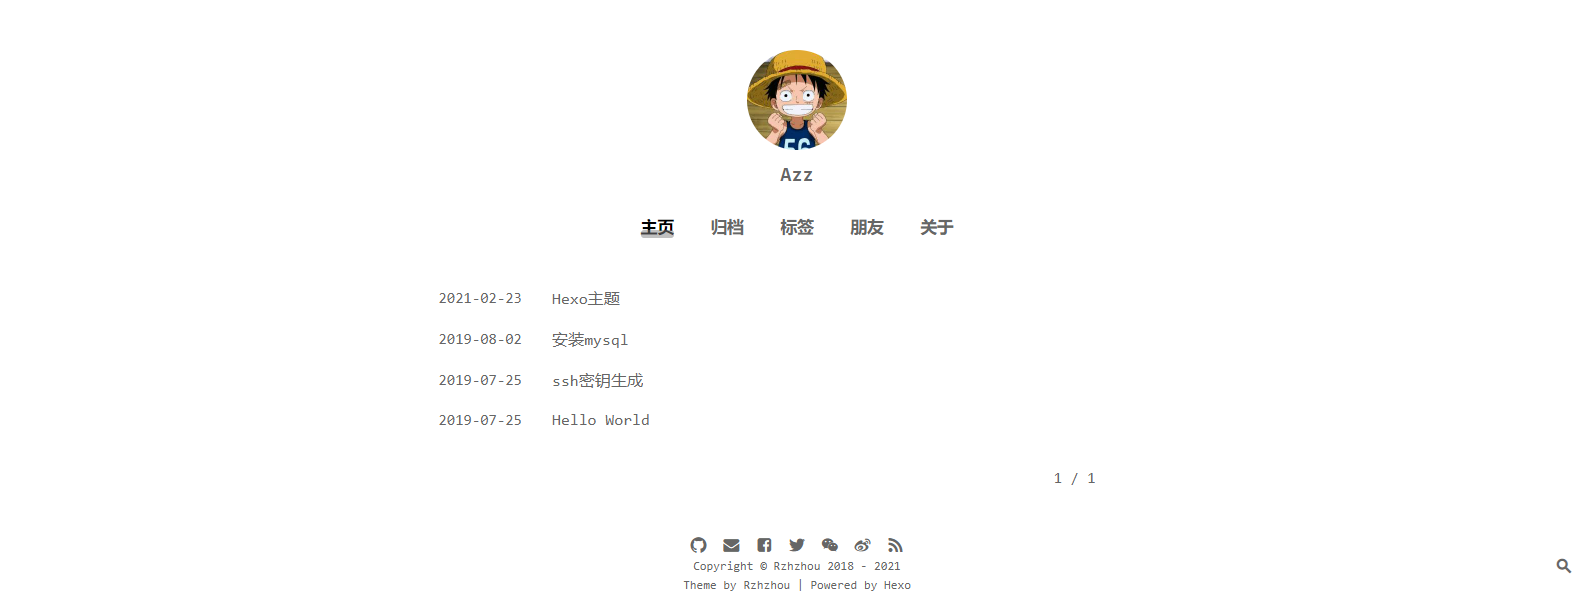 56
Azz
主页 归档 标签 朋友 关于
2021-02-23 Hexo主题
2019-08-02 安装mysql
2019-07-25 ssh密钥生成
2019-07-25 Hello World
1 / 1
Copyright © Rzhzhou 2018 - 2021
Theme by Rzhzhou | Powered by Hexo